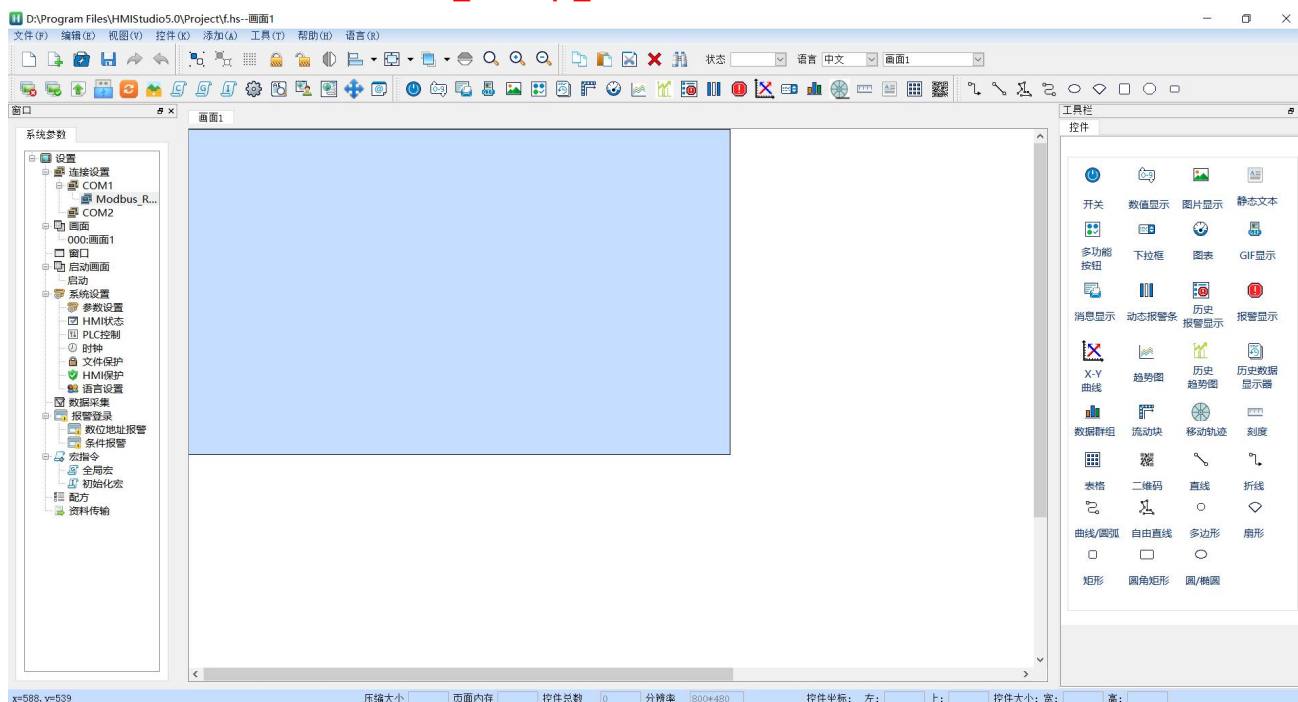 D:\Program Files\HMIStudio5.0\Project\f.hs--画面1
文件(F) 编辑(E) 视图(V) 控件(K) 添加(A) 工具(T) 帮助(H) 语言(R)
状态 语言 中文 画面1
窗口
画面1
工具栏
系统参数
控件
设置
连接设置
COM1
Modbus_R...
COM2
画面
000:画面1
窗口
启动画面
启动
系统设置
参数设置
HMI状态
PLC控制
时钟
文件保护
HMI保护
语言设置
数据采集
报警登录
数位地址报警
条件报警
宏指令
全局宏
初始化宏
配方
资料传输
开关 数值显示 图片显示 静态文本
多功能按钮 下拉框 图表 GIF显示
消息显示 动态报警条 历史报警显示 报警显示
X-Y曲线 趋势图 历史趋势图 历史数据显示器
数据群组 流动块 移动轨迹 刻度
表格 二维码 直线 折线
曲线/圆弧 自由直线 多边形 扇形
矩形 圆角矩形 圆/椭圆
x=588, y=539 压缩大小 页面内存 控件总数 0 分辨率 800*480 控件坐标: 左: 上: 控件大小: 宽: 高: